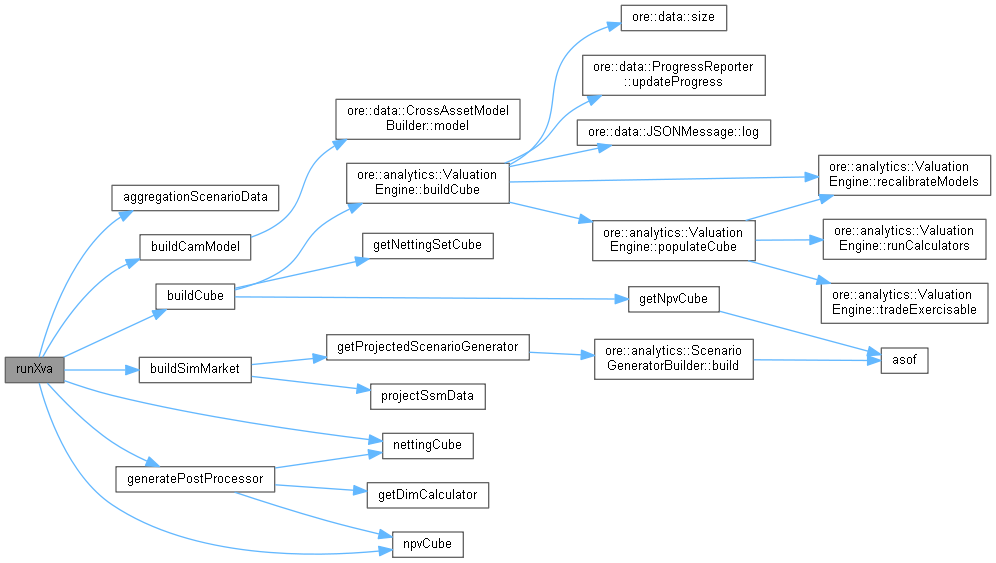 ore::data::size
ore::data::ProgressReporter
::updateProgress
ore::data::CrossAssetModel
Builder::model
ore::data::JSONMessage::log
ore::analytics::Valuation
Engine::buildCube
ore::analytics::Valuation
Engine::recalibrateModels
aggregationScenarioData
buildCamModel
getNettingSetCube
ore::analytics::Valuation
Engine::populateCube
ore::analytics::Valuation
Engine::runCalculators
buildCube
getNpvCube
ore::analytics::Valuation
Engine::tradeExercisable
runXva
buildSimMarket
getProjectedScenarioGenerator
ore::analytics::Scenario
GeneratorBuilder::build
asof
projectSsmData
nettingCube
generatePostProcessor
getDimCalculator
npvCube